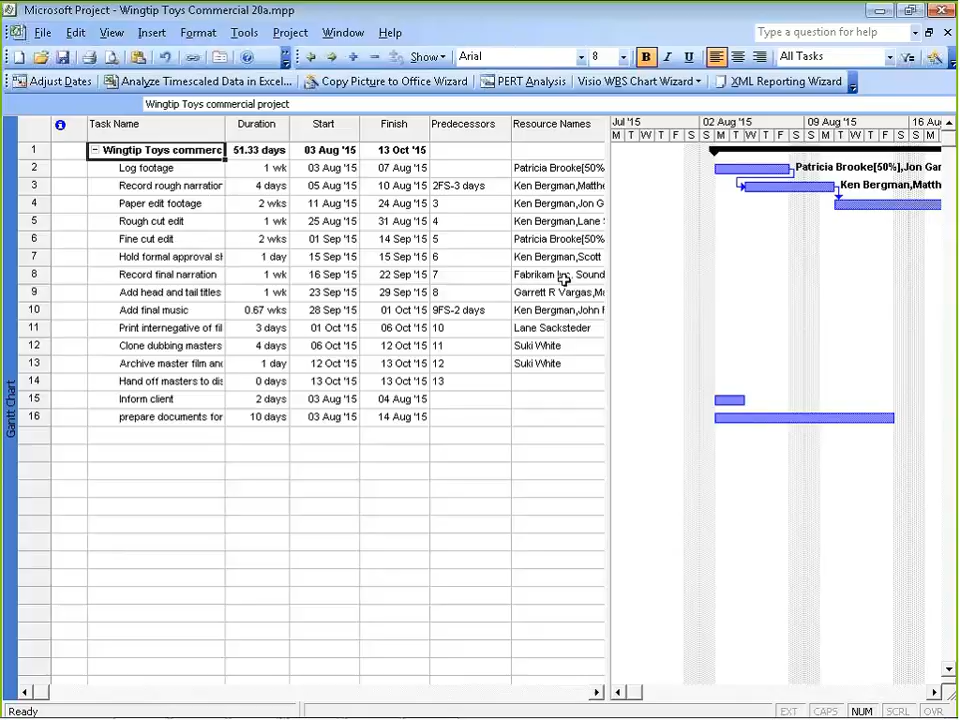 Microsoft Project - Wingtip Toys Commercial 20a.mpp
File Edit View Insert Format Tools Project Window Help Type a question for help
Show Arial 8 B I U All Tasks
Adjust Dates Analyze Timescaled Data in Excel... Copy Picture to Office Wizard PERT Analysis Visio WBS Chart Wizard XML Reporting Wizard
Wingtip Toys commercial project
Task Name Duration Start Finish Predecessors Resource Names Jul '15 02 Aug '15 09 Aug '15 16 Aug
M T W T F S S M T W T F S S M T W T F S S M
1 Wingtip Toys commerc 51.33 days 03 Aug '15 13 Oct '15
2 Log footage 1 wk 03 Aug '15 07 Aug '15 Patricia Brooke[50% Patricia Brooke[50%],Jon Gar
3 Record rough narration 4 days 05 Aug '15 10 Aug '15 2FS-3 days Ken Bergman,Matthe Ken Bergman,Matth
4 Paper edit footage 2 wks 11 Aug '15 24 Aug '15 3 Ken Bergman,Jon G
5 Rough cut edit 1 wk 25 Aug '15 31 Aug '15 4 Ken Bergman,Lane
6 Fine cut edit 2 wks 01 Sep '15 14 Sep '15 5 Patricia Brooke[50%
7 Hold formal approval sh 1 day 15 Sep '15 15 Sep '15 6 Ken Bergman,Scott
8 Record final narration 1 wk 16 Sep '15 22 Sep '15 7 Fabrikam Inc. Sound
9 Add head and tail titles 1 wk 23 Sep '15 29 Sep '15 8 Garrett R Vargas,Ma
10 Add final music 0.67 wks 28 Sep '15 01 Oct '15 9FS-2 days Ken Bergman,John
11 Print internegative of fil 3 days 01 Oct '15 06 Oct '15 10 Lane Sacksteder
12 Clone dubbing masters 4 days 06 Oct '15 12 Oct '15 11 Suki White
13 Archive master film and 1 day 12 Oct '15 13 Oct '15 12 Suki White
14 Hand off masters to dis 0 days 13 Oct '15 13 Oct '15 13
15 Inform client 2 days 03 Aug '15 04 Aug '15
16 prepare documents for 10 days 03 Aug '15 14 Aug '15
Gantt Chart
Ready EXT CAPS NUM SCRL OVR